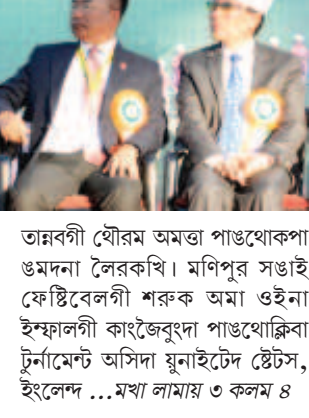 তান্নবগী থৌরম অমত্তা পাঙথোকপা
ঙমদনা লৈরকখি। মণিপুর সঙাই
ফেষ্টিবেলগী শরুক অমা ওইনা
ইম্ফালগী কাংজৈবুংদা পাঙথোক্লিবা
টুর্নামেন্ট অসিদা য়ুনাইটেদ ষ্টেটস,
ইংলেন্দ ...মখা লামায় ৩ কলম ৪